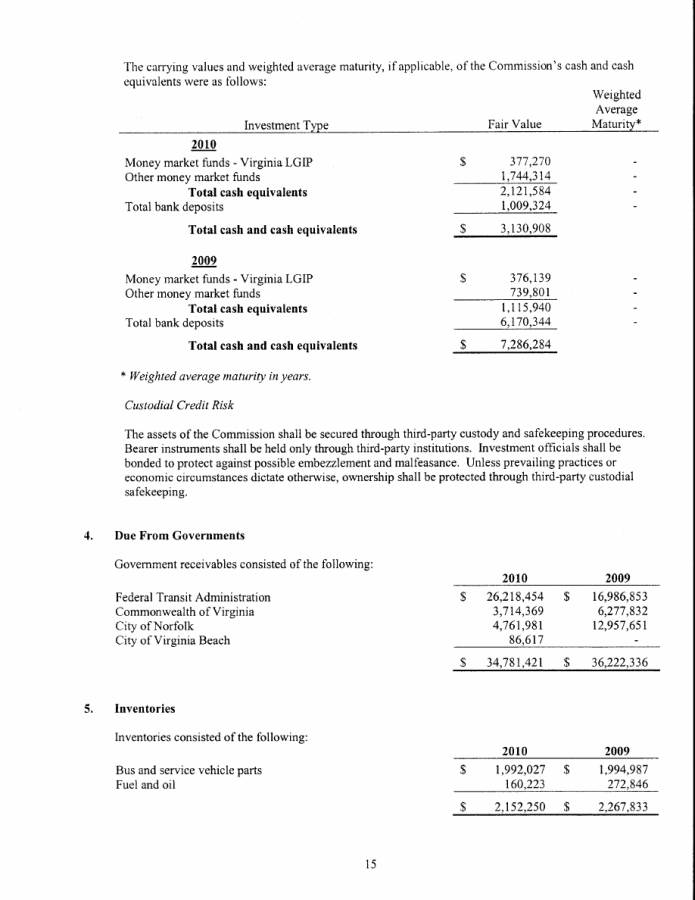 The carrying values and weighted average maturity, if applicable, of the Commission's cash and cash
equivalents were as follows:
Weighted
Average
Investment Type Fair Value Maturity*
2010
Money market funds - Virginia LGIP $ 377,270 -
Other money market funds 1,744,314 -
Total cash equivalents 2,121,584 -
Total bank deposits 1,009,324 -
Total cash and cash equivalents $ 3,130,908
2009
Money market funds - Virginia LGIP $ 376,139 -
Other money market funds 739,801 -
Total cash equivalents 1,115,940 -
Total bank deposits 6,170,344 -
Total cash and cash equivalents $ 7,286,284
* Weighted average maturity in years.
Custodial Credit Risk
The assets of the Commission shall be secured through third-party custody and safekeeping procedures.
Bearer instruments shall be held only through third-party institutions. Investment officials shall be
bonded to protect against possible embezzlement and malfeasance. Unless prevailing practices or
economic circumstances dictate otherwise, ownership shall be protected through third-party custodial
safekeeping.
4. Due From Governments
Government receivables consisted of the following:
2010 2009
Federal Transit Administration $ 26,218,454 $ 16,986,853
Commonwealth of Virginia 3,714,369 6,277,832
City of Norfolk 4,761,981 12,957,651
City of Virginia Beach 86,617 -
$ 34,781,421 $ 36,222,336
5. Inventories
Inventories consisted of the following:
2010 2009
Bus and service vehicle parts $ 1,992,027 $ 1,994,987
Fuel and oil 160,223 272,846
$ 2,152,250 $ 2,267,833
15